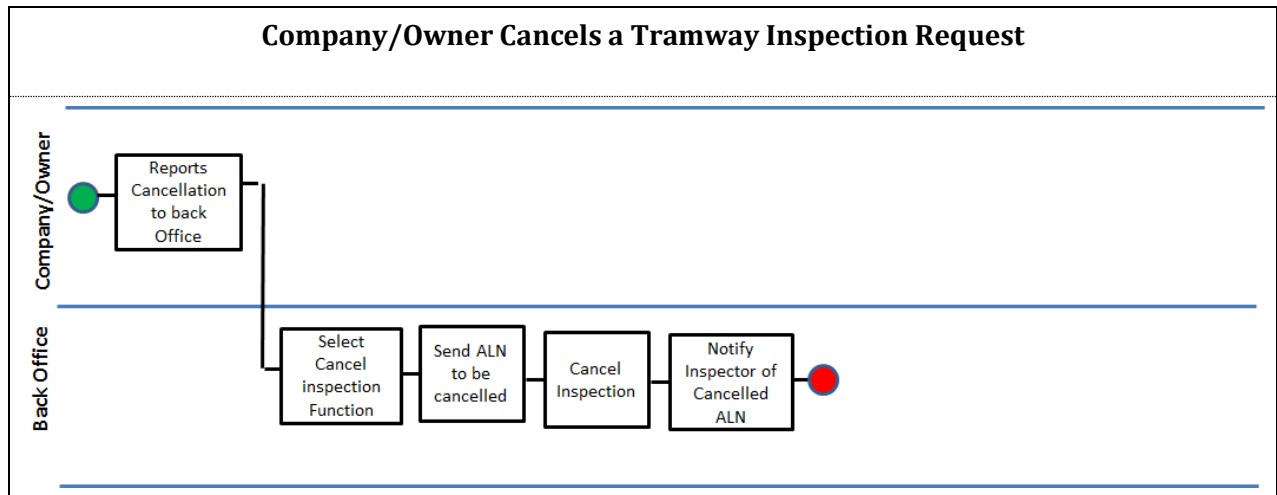 Company/Owner Cancels a Tramway Inspection Request
Company/Owner
Reports
Cancellation
to back
Office
Back Office
Select
Cancel
inspection
Function
Send ALN
to be
cancelled
Cancel
Inspection
Notify
Inspector of
Cancelled
ALN